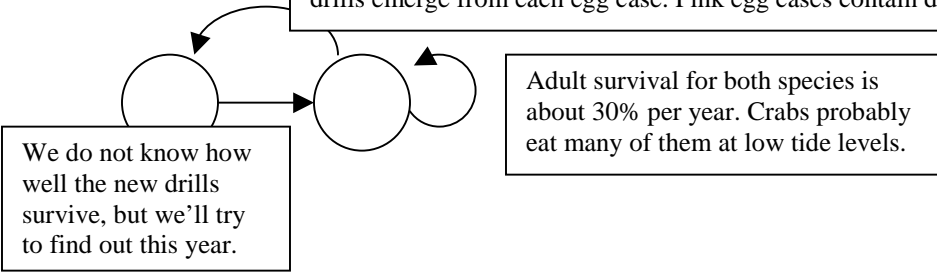 drills emerge from each egg case. Pink egg cases contain d
Adult survival for both species is
about 30% per year. Crabs probably
eat many of them at low tide levels.
We do not know how
well the new drills
survive, but we'll try
to find out this year.